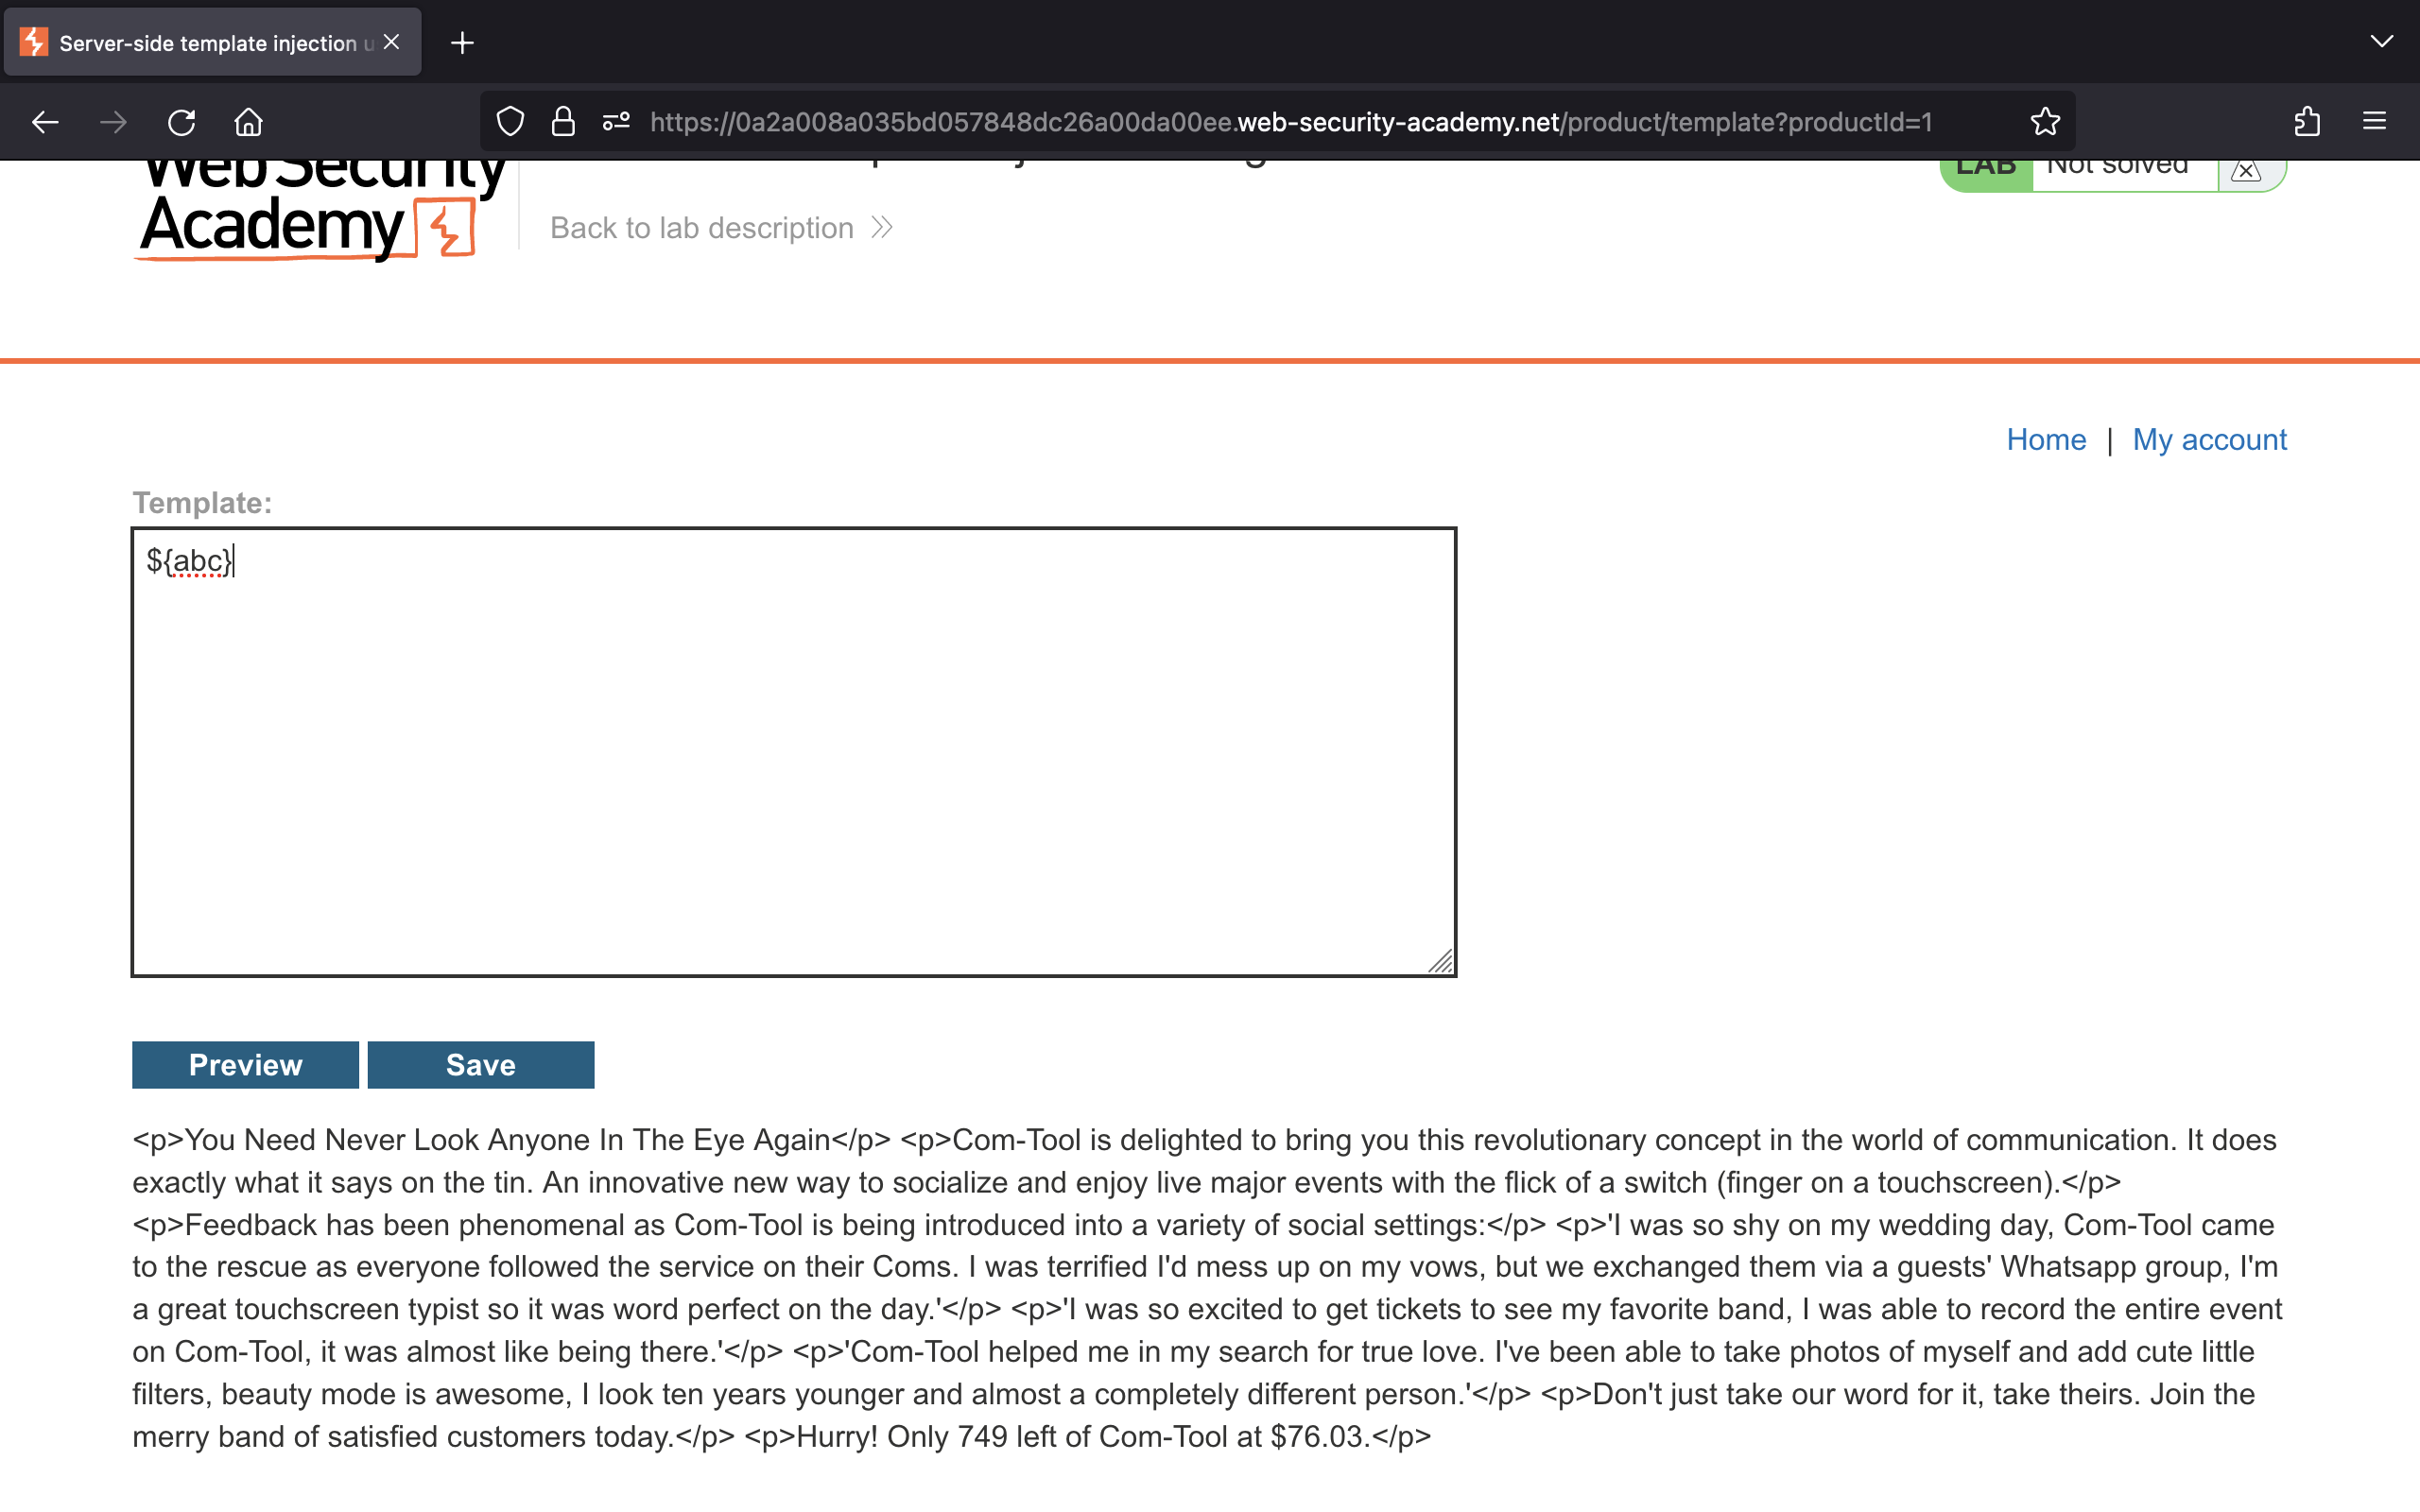 Server-side template injection u
https://0a2a008a035bd057848dc26a00da00ee.web-security-academy.net/product/template?productId=1
Web Security
Academy
Back to lab description
LAB Not solved
Home | My account
Template:
${abc}
Preview Save
<p>You Need Never Look Anyone In The Eye Again</p> <p>Com-Tool is delighted to bring you this revolutionary concept in the world of communication. It does
exactly what it says on the tin. An innovative new way to socialize and enjoy live major events with the flick of a switch (finger on a touchscreen).</p>
<p>Feedback has been phenomenal as Com-Tool is being introduced into a variety of social settings:</p> <p>'I was so shy on my wedding day, Com-Tool came
to the rescue as everyone followed the service on their Coms. I was terrified I'd mess up on my vows, but we exchanged them via a guests' Whatsapp group, I'm
a great touchscreen typist so it was word perfect on the day.'</p> <p>'I was so excited to get tickets to see my favorite band, I was able to record the entire event
on Com-Tool, it was almost like being there.'</p> <p>'Com-Tool helped me in my search for true love. I've been able to take photos of myself and add cute little
filters, beauty mode is awesome, I look ten years younger and almost a completely different person.'</p> <p>Don't just take our word for it, take theirs. Join the
merry band of satisfied customers today.</p> <p>Hurry! Only 749 left of Com-Tool at $76.03.</p>